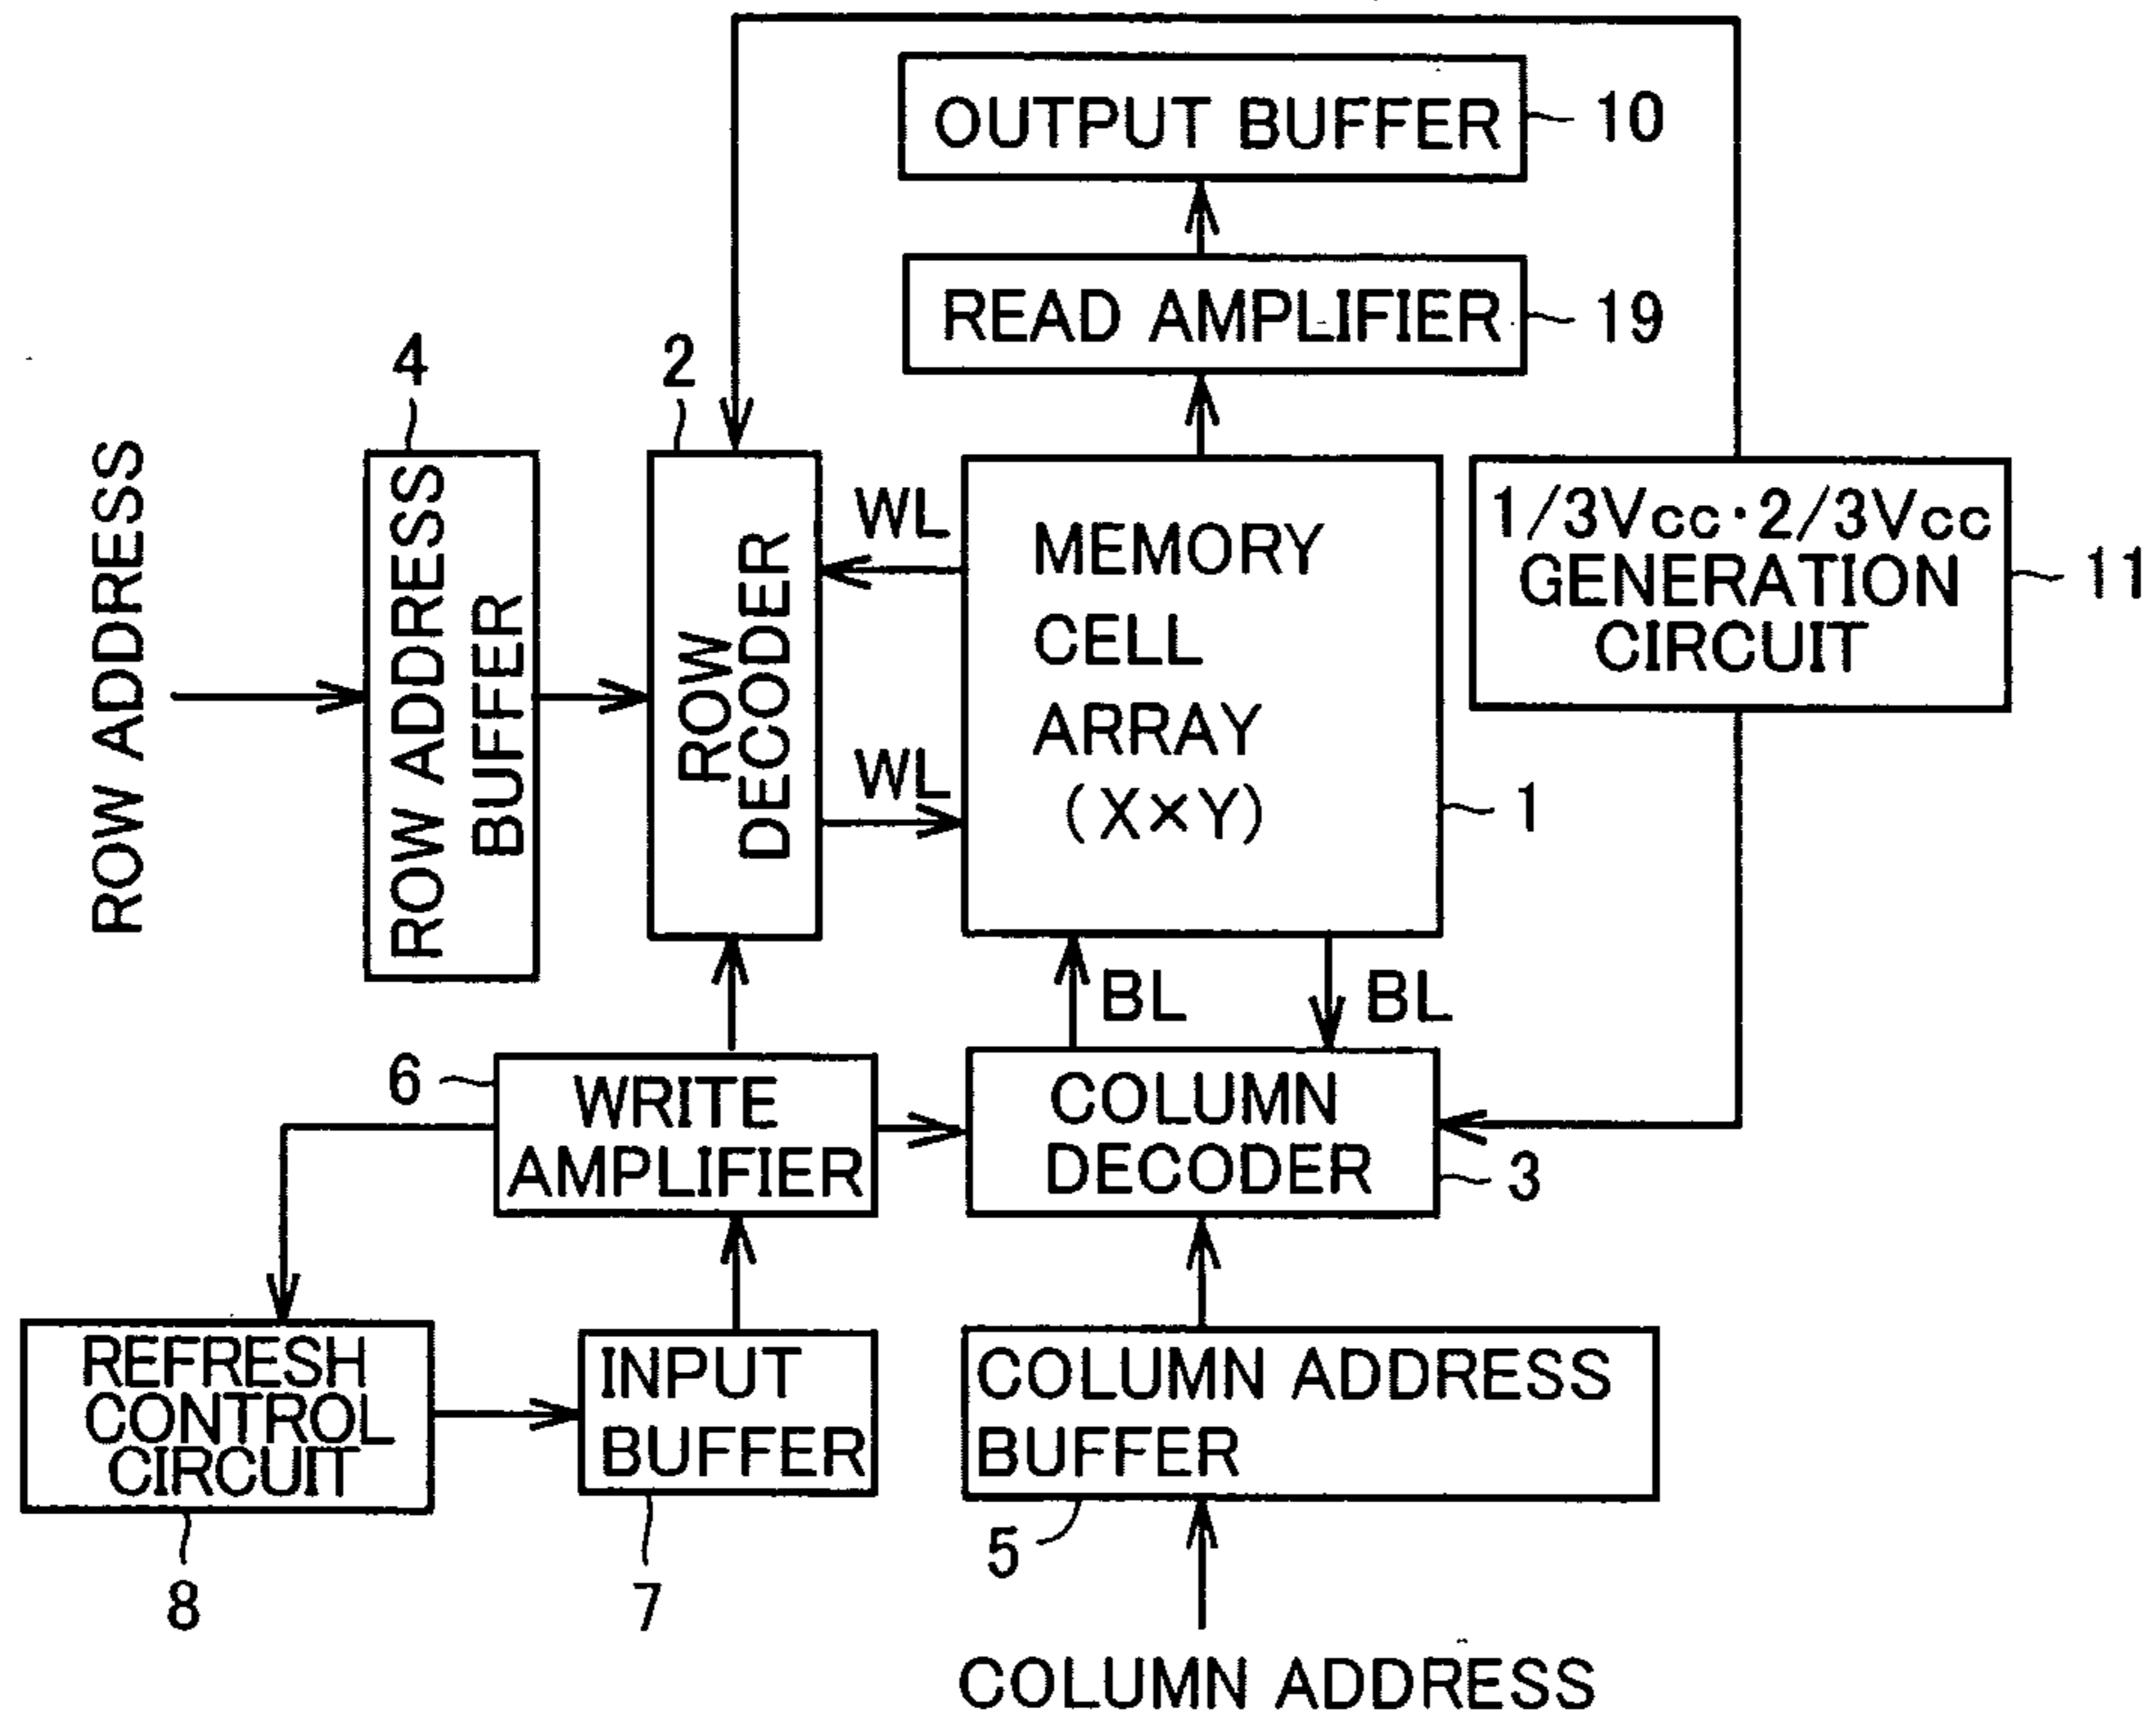 OUTPUT BUFFER
10
READ AMPLIFIER
19
4
2
ROW ADDRESS
ROW ADDRESS
BUFFER
ROW
DECODER
WL
WL
MEMORY
CELL
ARRAY
(X×Y)
1
1/3Vcc·2/3Vcc
GENERATION
CIRCUIT
11
BL
BL
6
WRITE
AMPLIFIER
COLUMN
DECODER
3
REFRESH
CONTROL
CIRCUIT
8
INPUT
BUFFER
7
COLUMN ADDRESS
BUFFER
5
COLUMN ADDRESS